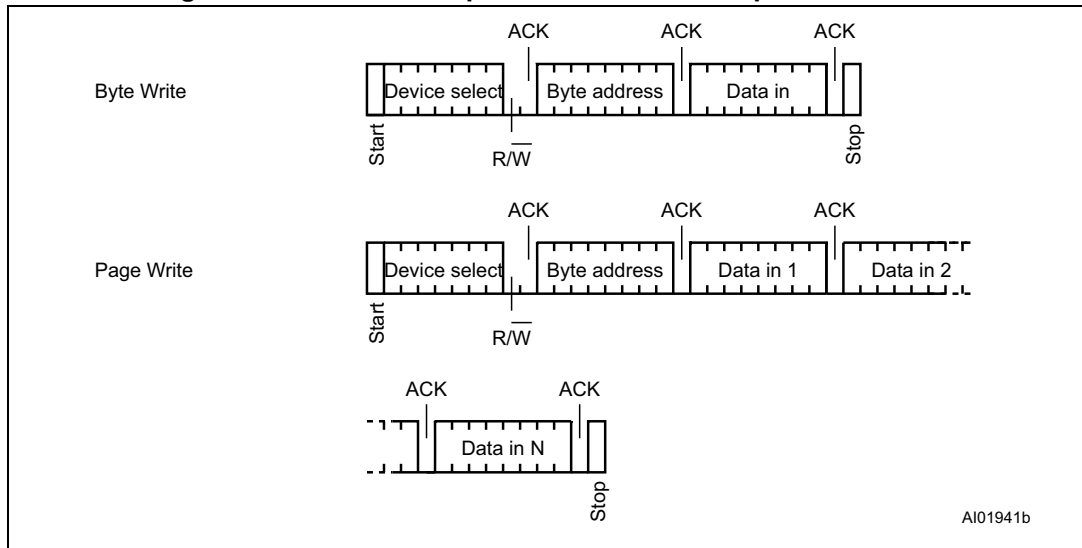 ACK ACK ACK
Byte Write
Device select Byte address Data in
Start R/W̅ Stop
ACK ACK ACK
Page Write
Device select Byte address Data in 1 Data in 2
Start R/W̅
ACK ACK
Data in N
Stop
AI01941b